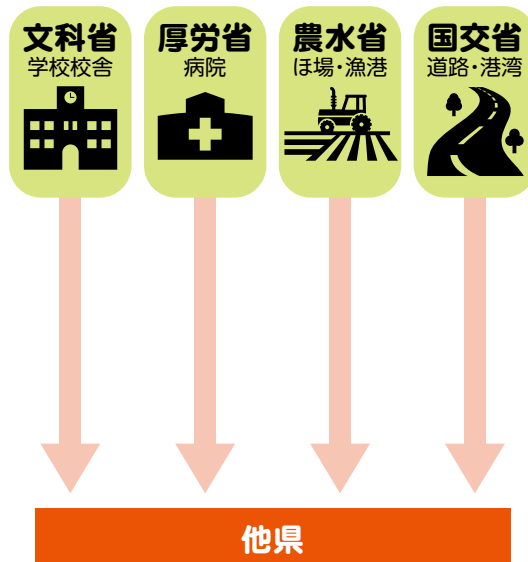 文科省
学校校舎
厚労省
病院
農水省
ほ場・漁港
国交省
道路・港湾
他県